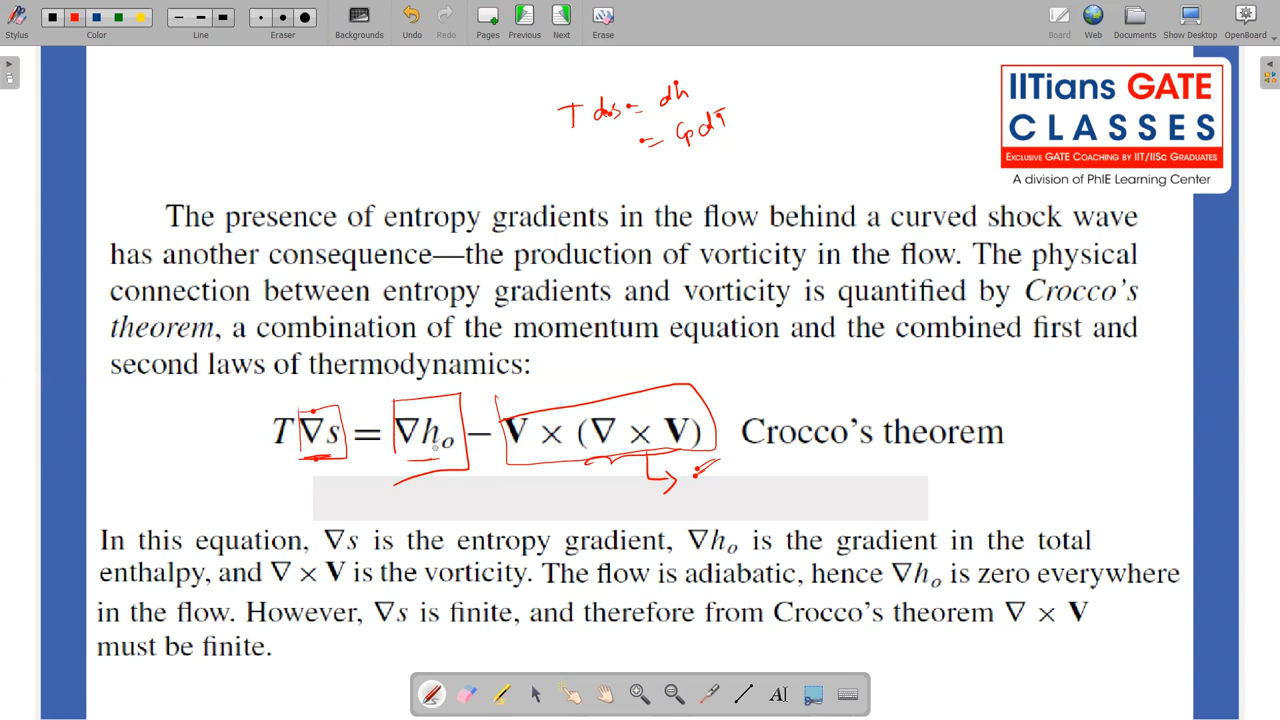 Stylus
Color
Line
Eraser
Backgrounds
Undo
Redo
Pages
Previous
Next
Erase
Board
Web
Documents
Show Desktop
OpenBoard
T ds = dh
= Cp dT
IITians GATE
CLASSES
EXCLUSIVE GATE COACHING BY IIT/IISc GRADUATES
A division of PhIE Learning Center
The presence of entropy gradients in the flow behind a curved shock wave
has another consequence—the production of vorticity in the flow. The physical
connection between entropy gradients and vorticity is quantified by Crocco's
theorem, a combination of the momentum equation and the combined first and
second laws of thermodynamics:
T∇s = ∇hₒ − V × (∇ × V) Crocco's theorem
In this equation, ∇s is the entropy gradient, ∇hₒ is the gradient in the total
enthalpy, and ∇ × V is the vorticity. The flow is adiabatic, hence ∇hₒ is zero everywhere
in the flow. However, ∇s is finite, and therefore from Crocco's theorem ∇ × V
must be finite.